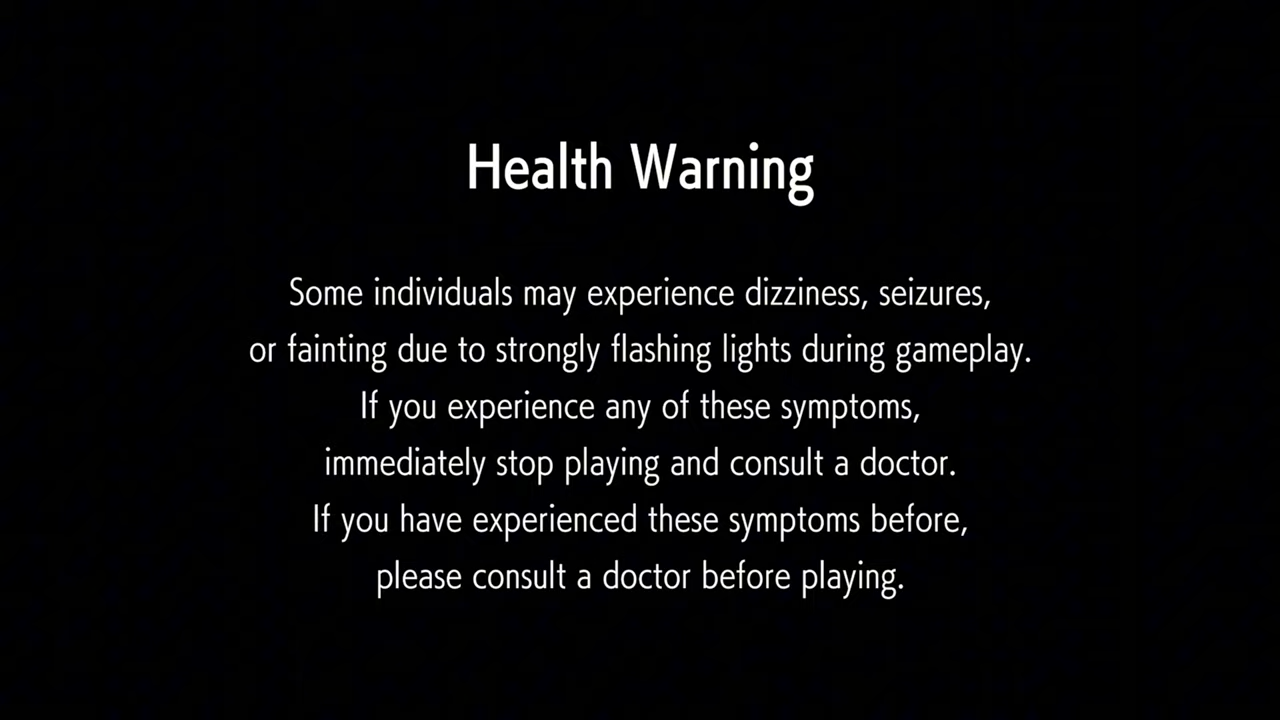 Health Warning
Some individuals may experience dizziness, seizures,
or fainting due to strongly flashing lights during gameplay.
If you experience any of these symptoms,
immediately stop playing and consult a doctor.
If you have experienced these symptoms before,
please consult a doctor before playing.